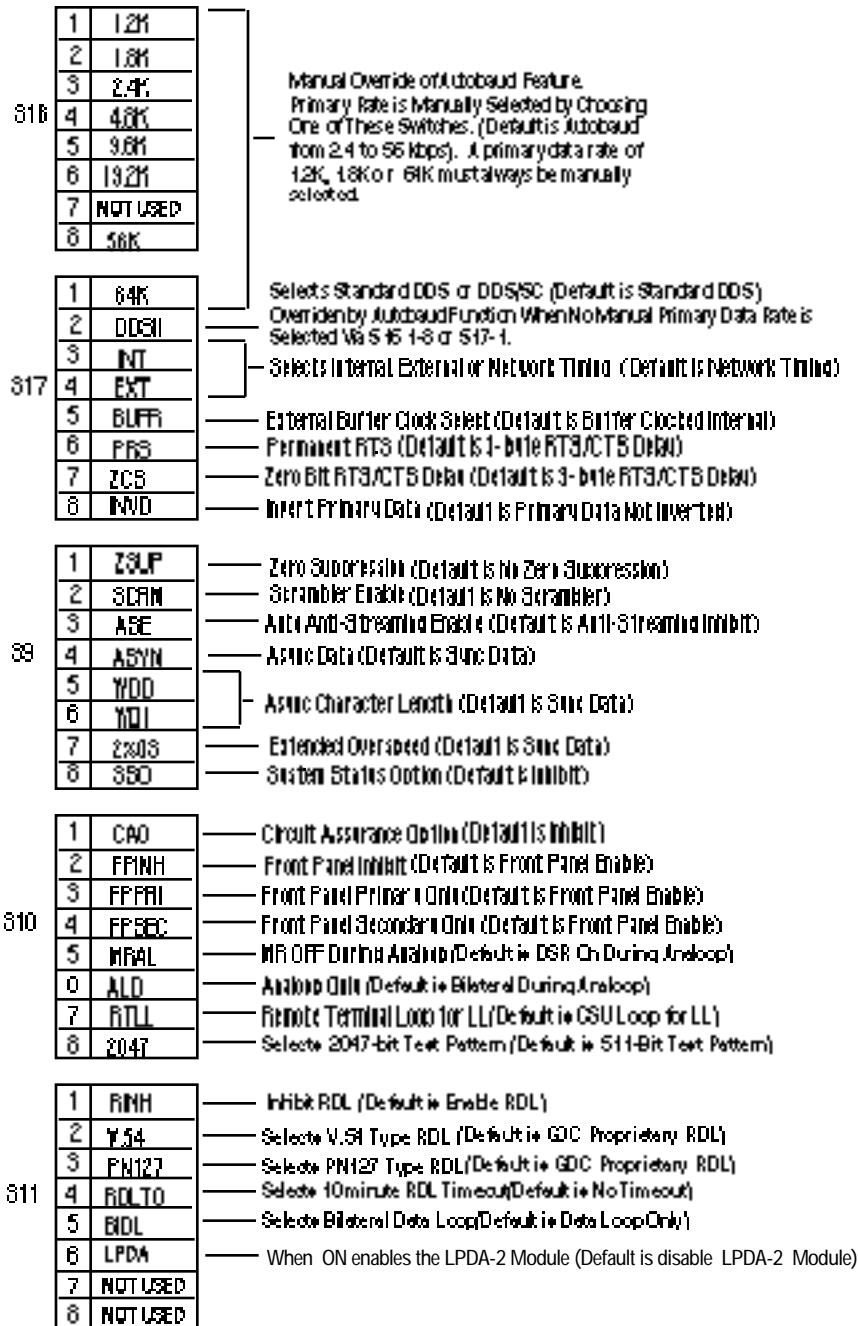 S16
1 1.2K
2 1.8K
3 2.4K
4 4.8K
5 9.6K
6 19.2K
7 NOT USED
8 56K
Manual Override of Autobaud Feature.
Primary Rate is Manually Selected by Choosing
One of These Switches. (Default is Autobaud
from 2.4 to 56 kbps). A primary data rate of
1.2K, 1.8K or 64K must always be manually
selected.
S17
1 64K
2 DDSII
Selects Standard DDS or DDS/SC (Default is Standard DDS)
Overriden by Autobaud Function When No Manual Primary Data Rate is
Selected Via S16 1-8 or S17-1.
3 INT
4 EXT
Selects Internal, External or Network Timing (Default is Network Timing)
5 BUFR External Buffer Clock Select (Default is Buffer Clocked Internal)
6 PRS Permanent RTS (Default is 3-byte RTS/CTS Delay)
7 ZCS Zero Bit RTS/CTS Delay (Default is 3-byte RTS/CTS Delay)
8 INVD Invert Primary Data (Default is Primary Data Not Inverted)
S9
1 ZSUP Zero Suppression (Default is No Zero Suppression)
2 SCRM Scrambler Enable (Default is No Scrambler)
3 ASE Auto Anti-Streaming Enable (Default is Anti-Streaming Inhibit)
4 ASYN Async Data (Default is Sync Data)
5 WD0
6 WD1
Async Character Length (Default is Sync Data)
7 2%OS Extended Overspeed (Default is Sync Data)
8 SSO System Status Option (Default is Inhibit)
S10
1 CAO Circuit Assurance Option (Default is Inhibit)
2 FPINH Front Panel Inhibit (Default is Front Panel Enable)
3 FPPRI Front Panel Primary Only (Default is Front Panel Enable)
4 FPSEC Front Panel Secondary Only (Default is Front Panel Enable)
5 MRAL MR OFF During Analoop (Default is DSR On During Analoop)
6 ALO Analoop Only (Default is Bilateral During Analoop)
7 RTLL Remote Terminal Loop for LL (Default is CSU Loop for LL)
8 2047 Selects 2047-bit Test Pattern (Default is 511-Bit Test Pattern)
S11
1 RINH Inhibit RDL (Default is Enable RDL)
2 V.54 Selects V.54 Type RDL (Default is GDC Proprietary RDL)
3 PN127 Selects PN127 Type RDL (Default is GDC Proprietary RDL)
4 RDLTO Selects 10 minute RDL Timeout (Default is No Timeout)
5 BIDL Selects Bilateral Data Loop (Default is Data Loop Only)
6 LPDA When ON enables the LPDA-2 Module (Default is disable LPDA-2 Module)
7 NOT USED
8 NOT USED